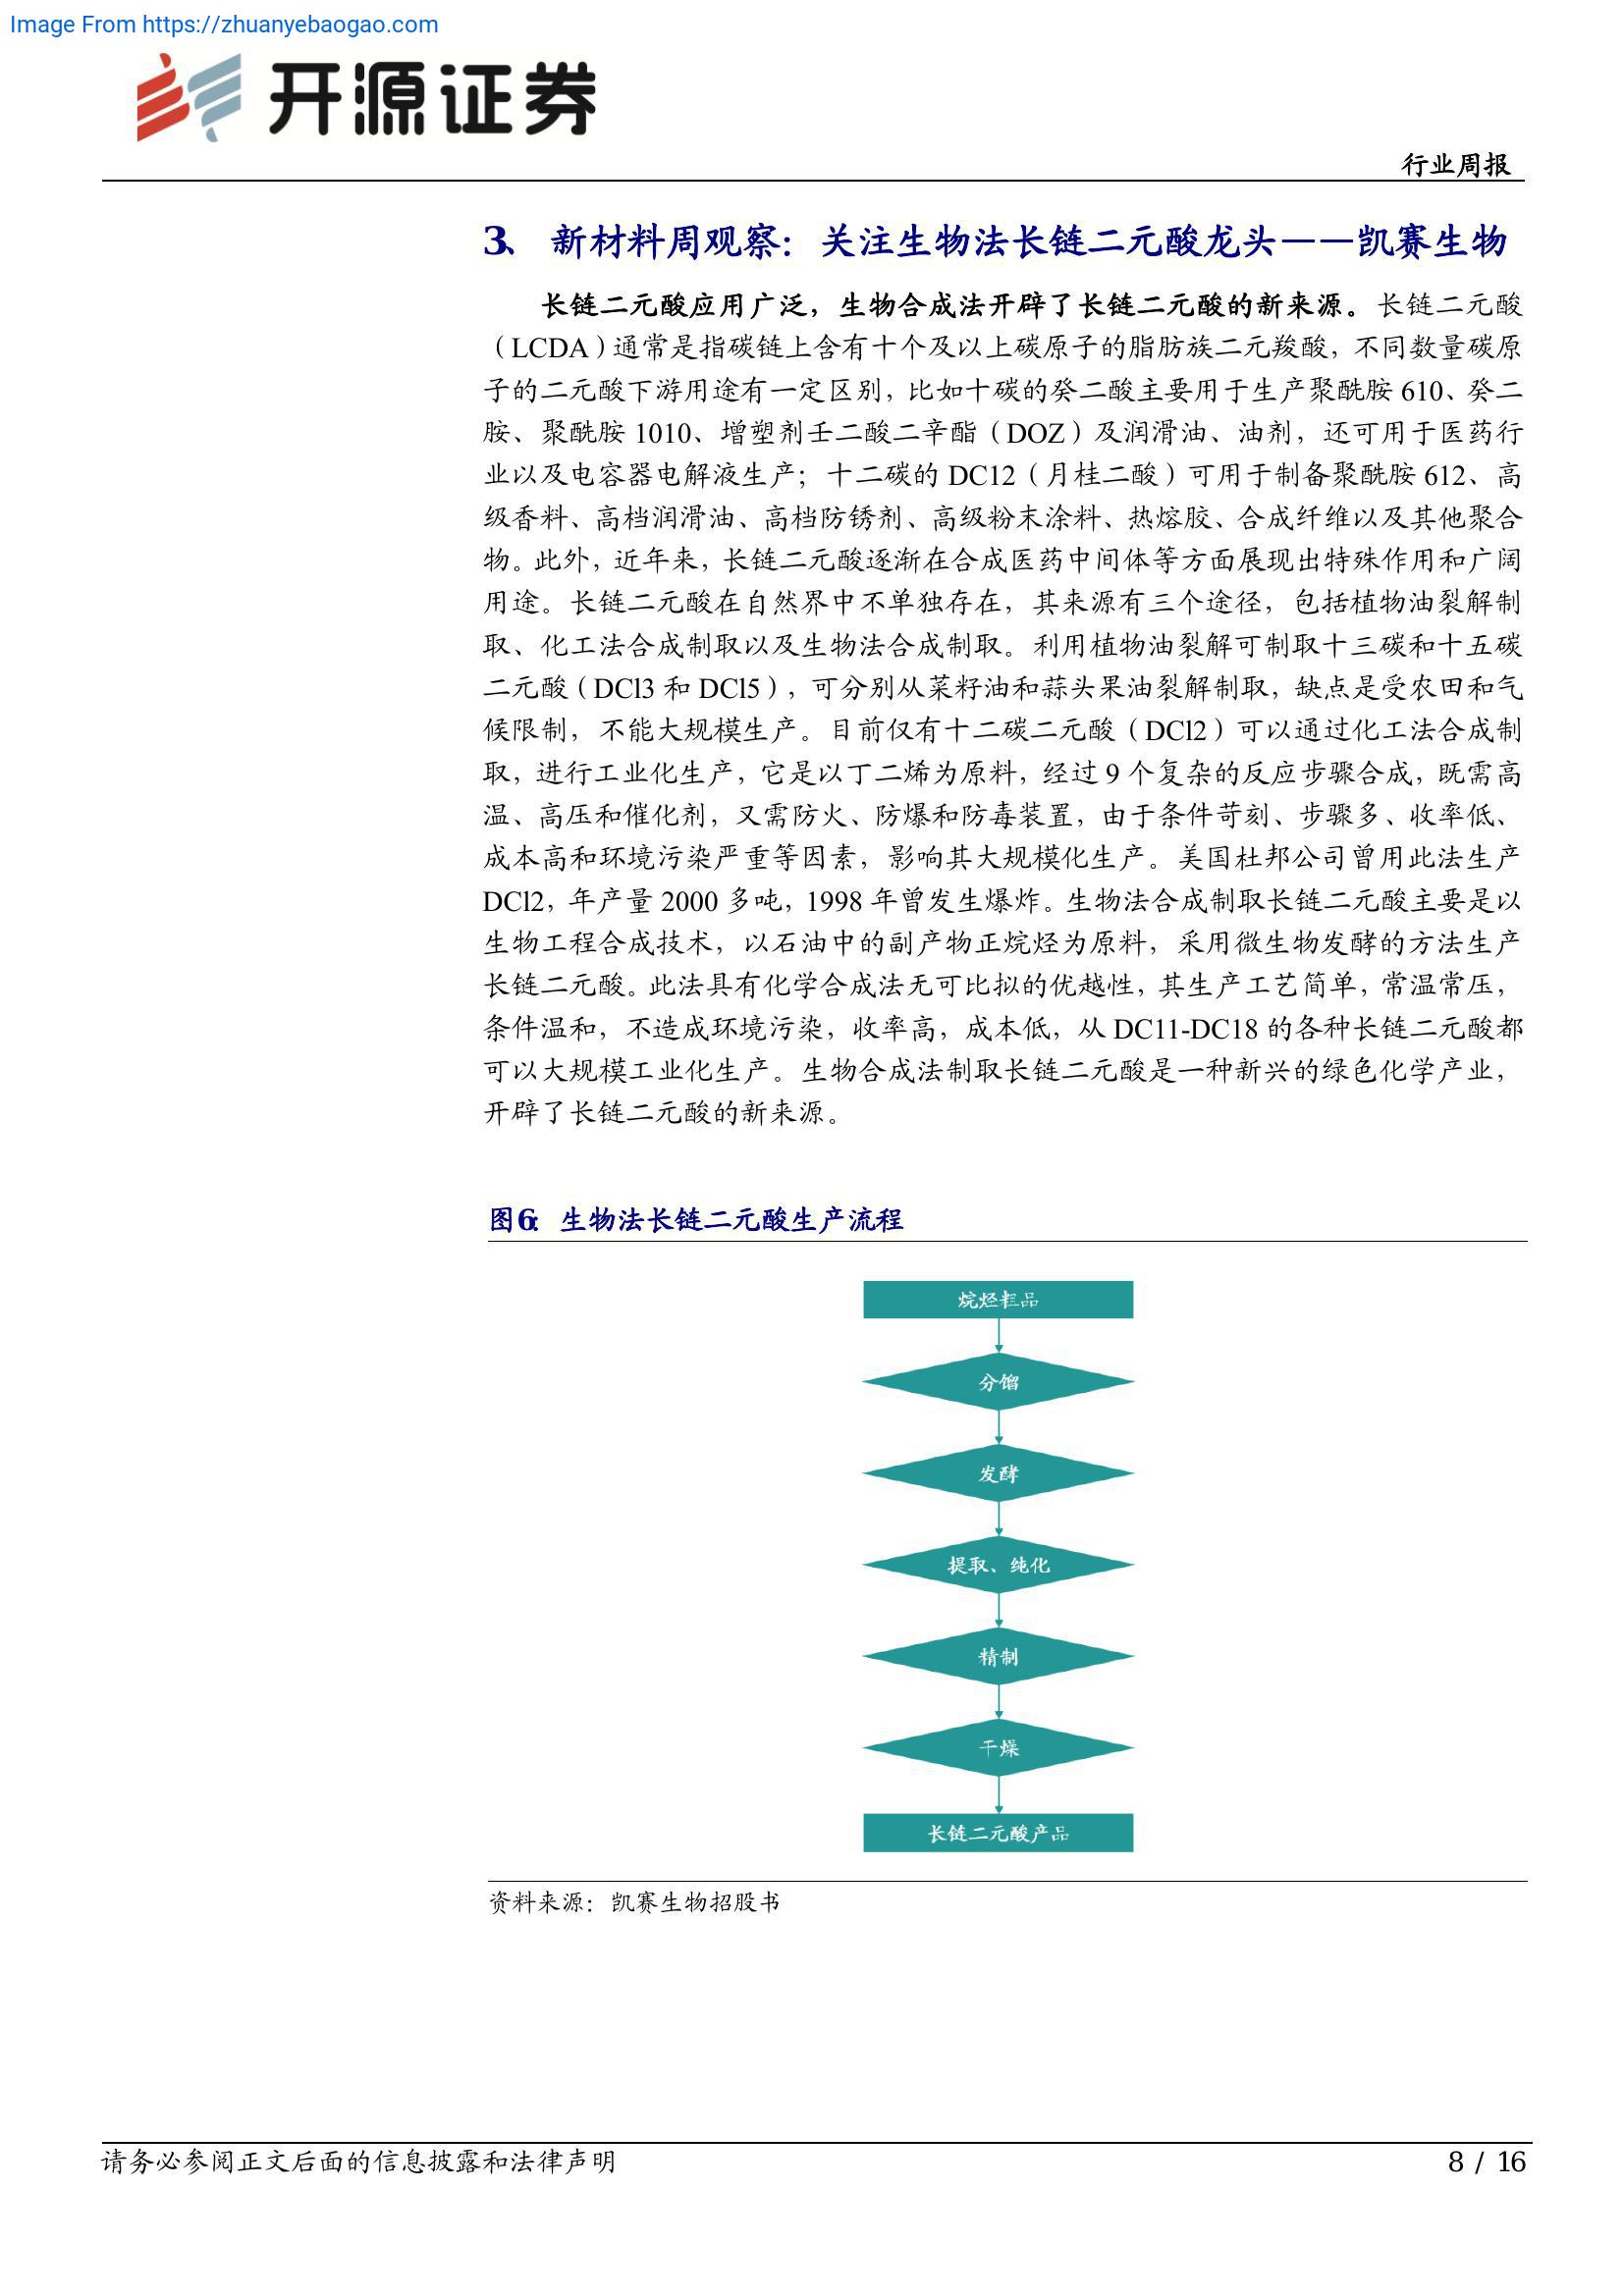 Image From https://zhuanyebaogao.com
开源证券
行业周报
3、 新材料周观察：关注生物法长链二元酸龙头——凯赛生物
长链二元酸应用广泛，生物合成法开辟了长链二元酸的新来源。长链二元酸
（LCDA）通常是指碳链上含有十个及以上碳原子的脂肪族二元羧酸，不同数量碳原
子的二元酸下游用途有一定区别，比如十碳的癸二酸主要用于生产聚酰胺 610、癸二
胺、聚酰胺 1010、增塑剂壬二酸二辛酯（DOZ）及润滑油、油剂，还可用于医药行
业以及电容器电解液生产；十二碳的 DC12（月桂二酸）可用于制备聚酰胺 612、高
级香料、高档润滑油、高档防锈剂、高级粉末涂料、热熔胶、合成纤维以及其他聚合
物。此外，近年来，长链二元酸逐渐在合成医药中间体等方面展现出特殊作用和广阔
用途。长链二元酸在自然界中不单独存在，其来源有三个途径，包括植物油裂解制
取、化工法合成制取以及生物法合成制取。利用植物油裂解可制取十三碳和十五碳
二元酸（DCl3 和 DCl5），可分别从菜籽油和蒜头果油裂解制取，缺点是受农田和气
候限制，不能大规模生产。目前仅有十二碳二元酸（DCl2）可以通过化工法合成制
取，进行工业化生产，它是以丁二烯为原料，经过 9 个复杂的反应步骤合成，既需高
温、高压和催化剂，又需防火、防爆和防毒装置，由于条件苛刻、步骤多、收率低、
成本高和环境污染严重等因素，影响其大规模化生产。美国杜邦公司曾用此法生产
DCl2，年产量 2000 多吨，1998 年曾发生爆炸。生物法合成制取长链二元酸主要是以
生物工程合成技术，以石油中的副产物正烷烃为原料，采用微生物发酵的方法生产
长链二元酸。此法具有化学合成法无可比拟的优越性，其生产工艺简单，常温常压，
条件温和，不造成环境污染，收率高，成本低，从 DC11-DC18 的各种长链二元酸都
可以大规模工业化生产。生物合成法制取长链二元酸是一种新兴的绿色化学产业，
开辟了长链二元酸的新来源。
图6： 生物法长链二元酸生产流程
烷烃粗品
分馏
发酵
提取、纯化
精制
干燥
长链二元酸产品
资料来源：凯赛生物招股书
请务必参阅正文后面的信息披露和法律声明
8 / 16